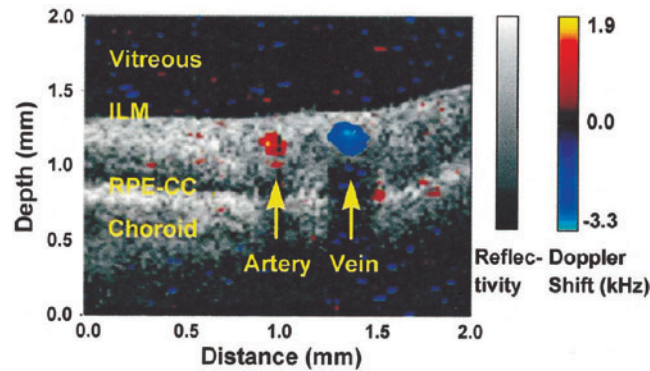 2.0
1.5
1.0
0.5
0.0
Depth (mm)
Vitreous
ILM
RPE-CC
Choroid
Artery Vein
0.0 0.5 1.0 1.5 2.0
Distance (mm)
1.9
0.0
-3.3
Reflec-
tivity
Doppler
Shift (kHz)